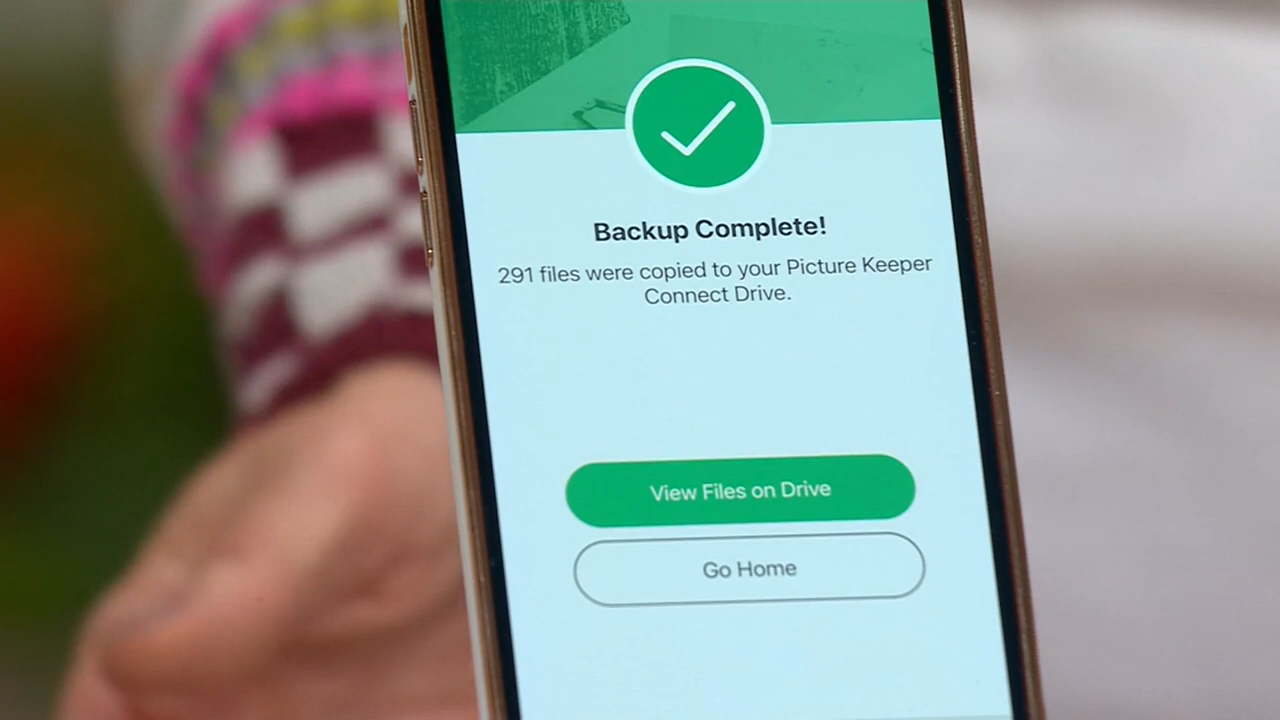 Backup Complete!
291 files were copied to your Picture Keeper
Connect Drive.
View Files on Drive
Go Home